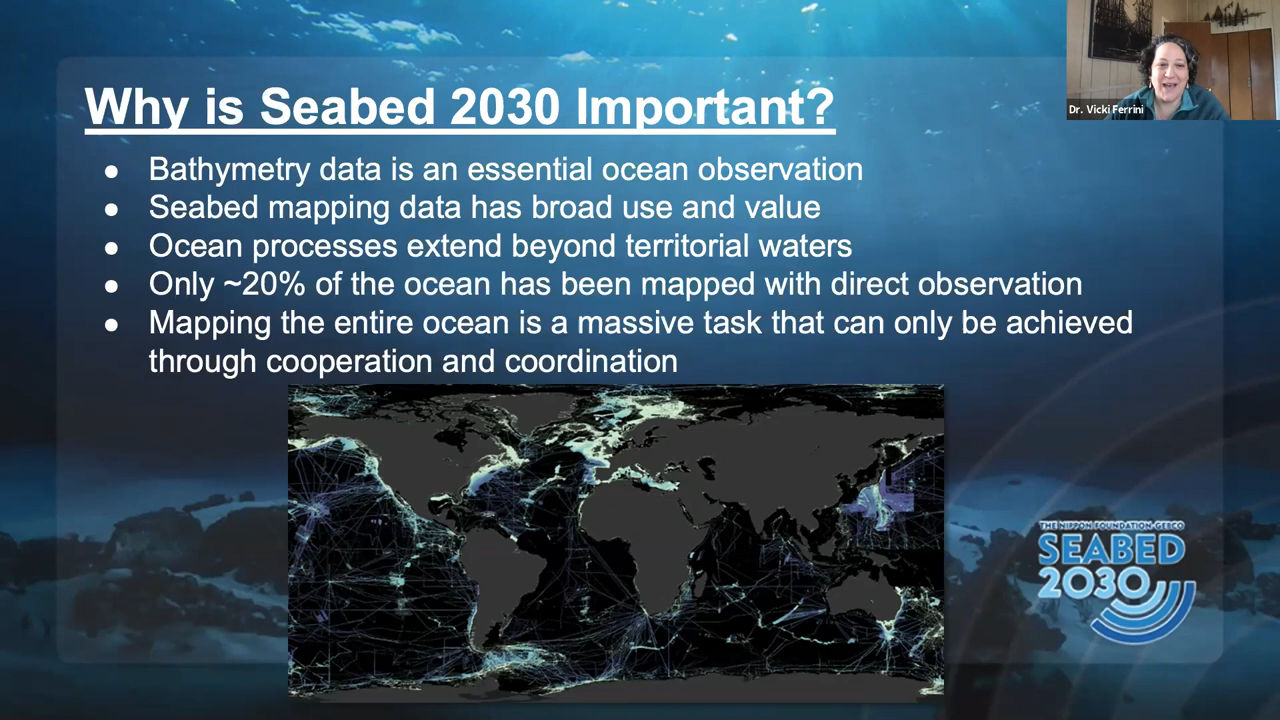 Why is Seabed 2030 Important?
Dr. Vicki Ferrini
● Bathymetry data is an essential ocean observation
● Seabed mapping data has broad use and value
● Ocean processes extend beyond territorial waters
● Only ~20% of the ocean has been mapped with direct observation
● Mapping the entire ocean is a massive task that can only be achieved
through cooperation and coordination
THE NIPPON FOUNDATION-GEBCO
SEABED
2030